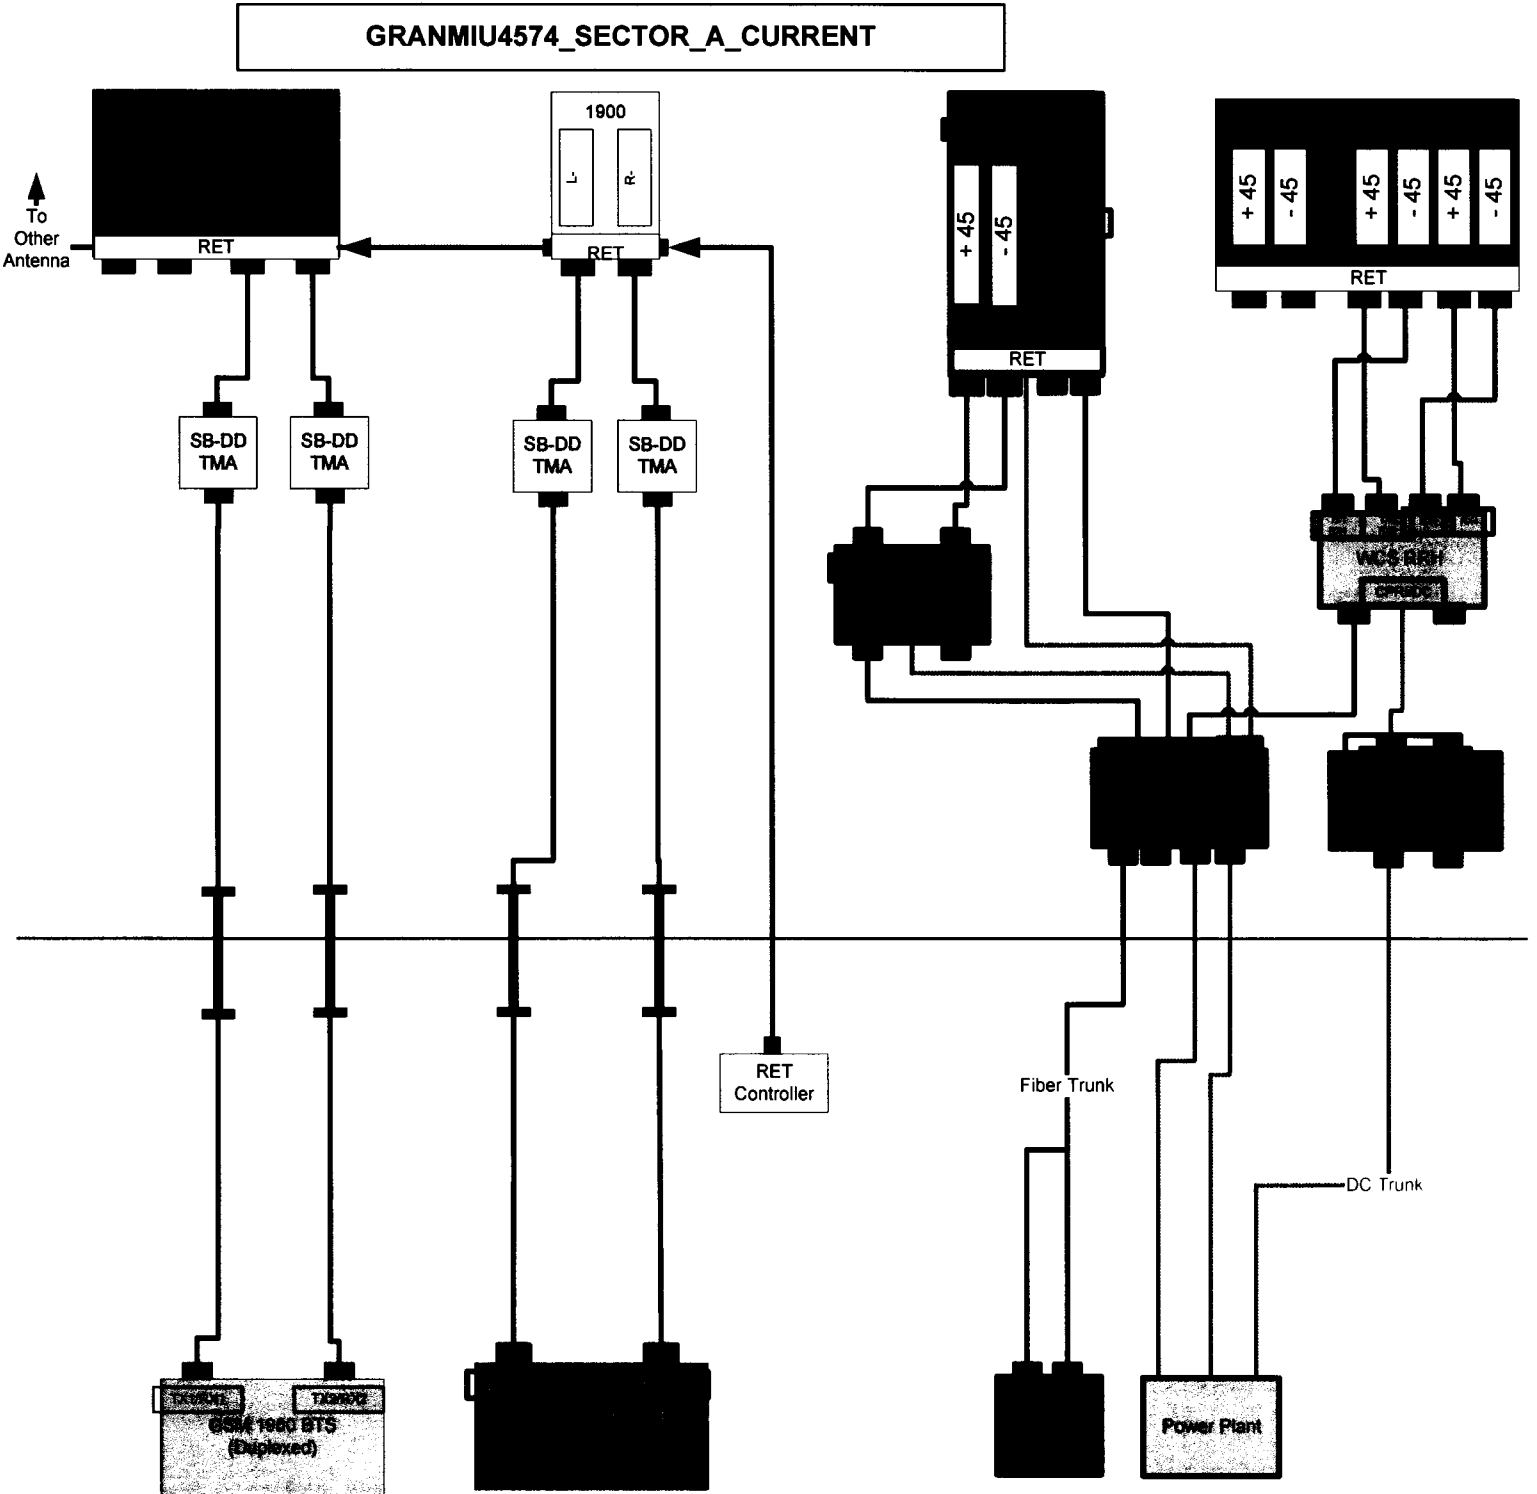 GRANMIU4574_SECTOR_A_CURRENT
1900
L-
R-
+ 45
- 45
+ 45
- 45
+ 45
- 45
+ 45
- 45
To
Other
Antenna
RET
RET
RET
RET
SB-DD
TMA
SB-DD
TMA
SB-DD
TMA
SB-DD
TMA
WCS RRH
RET
Controller
Fiber Trunk
DC Trunk
GSM 1900 BTS
(Duplexed)
Power Plant